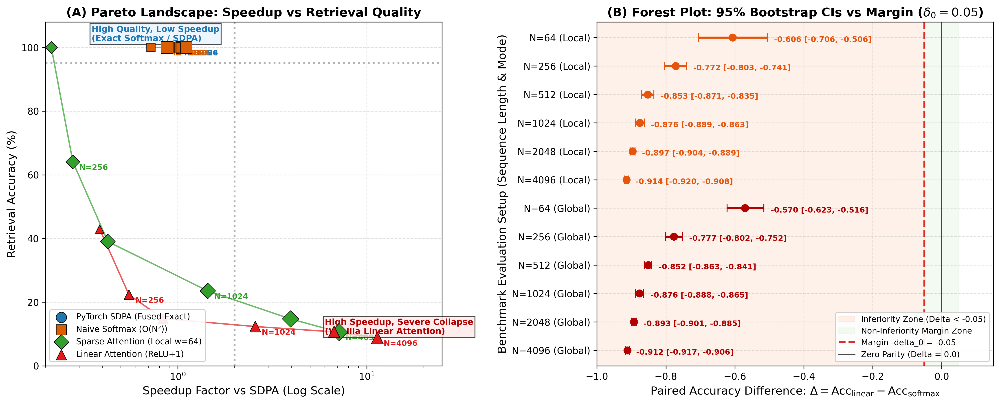 (A) Pareto Landscape: Speedup vs Retrieval Quality
High Quality, Low Speedup
(Exact Softmax / SDPA)
Retrieval Accuracy (%)
100
80
60
40
20
0
N=256
N=1024
N=256
N=1024
N=4096
High Speedup, Severe Collapse
Linear Attention)
PyTorch SDPA (Fused Exact)
Naive Softmax (O(N²))
Sparse Attention (Local w=64)
Linear Attention (ReLU+1)
10⁰
10¹
Speedup Factor vs SDPA (Log Scale)
(B) Forest Plot: 95% Bootstrap CIs vs Margin (δ₀ = 0.05)
Benchmark Evaluation Setup (Sequence Length & Mode)
N=64 (Local)
-0.606 [-0.706, -0.506]
N=256 (Local)
-0.772 [-0.803, -0.741]
N=512 (Local)
-0.853 [-0.871, -0.835]
N=1024 (Local)
-0.876 [-0.889, -0.863]
N=2048 (Local)
-0.897 [-0.904, -0.889]
N=4096 (Local)
-0.914 [-0.920, -0.908]
N=64 (Global)
-0.570 [-0.623, -0.516]
N=256 (Global)
-0.777 [-0.802, -0.752]
N=512 (Global)
-0.852 [-0.863, -0.841]
N=1024 (Global)
-0.876 [-0.888, -0.865]
N=2048 (Global)
-0.893 [-0.901, -0.885]
N=4096 (Global)
-0.912 [-0.917, -0.906]
Inferiority Zone (Delta < -0.05)
Non-Inferiority Margin Zone
Margin -delta_0 = -0.05
Zero Parity (Delta = 0.0)
−1.0
−0.8
−0.6
−0.4
−0.2
0.0
Paired Accuracy Difference: Δ = Acc_linear − Acc_softmax